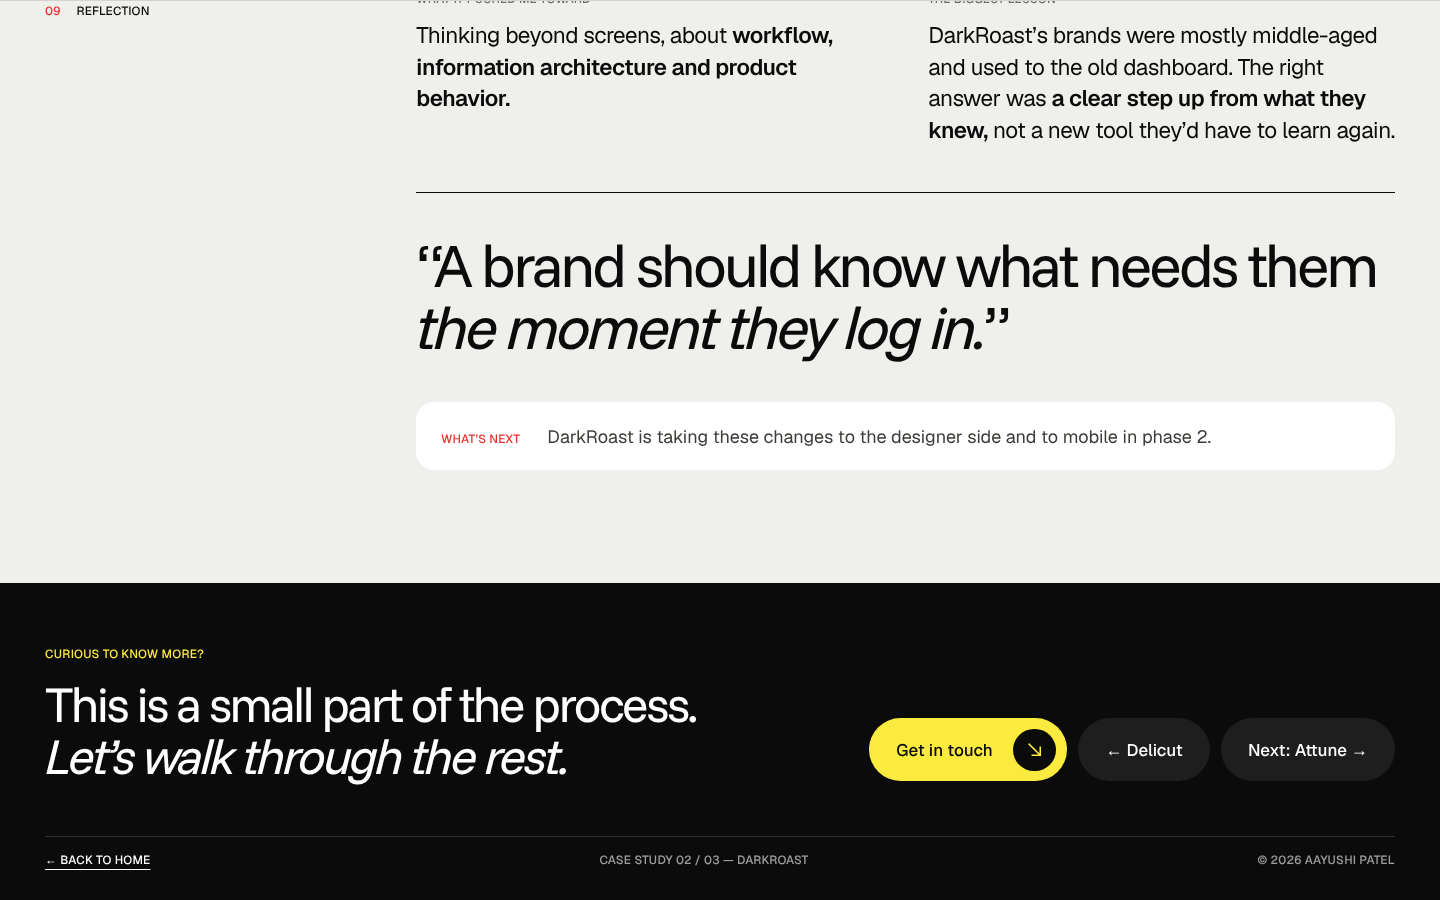 09 REFLECTION
Thinking beyond screens, about workflow,
information architecture and product
behavior.
DarkRoast’s brands were mostly middle-aged
and used to the old dashboard. The right
answer was a clear step up from what they
knew, not a new tool they’d have to learn again.
“A brand should know what needs them
the moment they log in.”
WHAT’S NEXT DarkRoast is taking these changes to the designer side and to mobile in phase 2.
CURIOUS TO KNOW MORE?
This is a small part of the process.
Let’s walk through the rest.
Get in touch ↘
← Delicut
Next: Attune →
← BACK TO HOME
CASE STUDY 02 / 03 — DARKROAST
© 2026 AAYUSHI PATEL